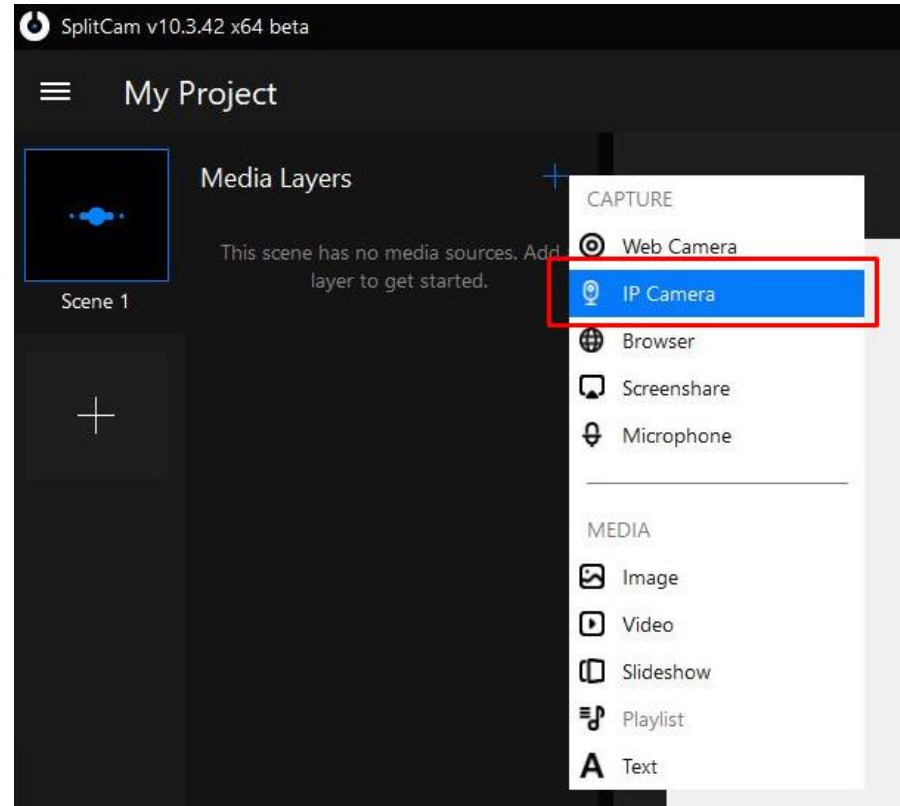 SplitCam v10.3.42 x64 beta
My Project
Media Layers
This scene has no media sources. Add
layer to get started.
Scene 1
CAPTURE
Web Camera
IP Camera
Browser
Screenshare
Microphone
MEDIA
Image
Video
Slideshow
Playlist
Text